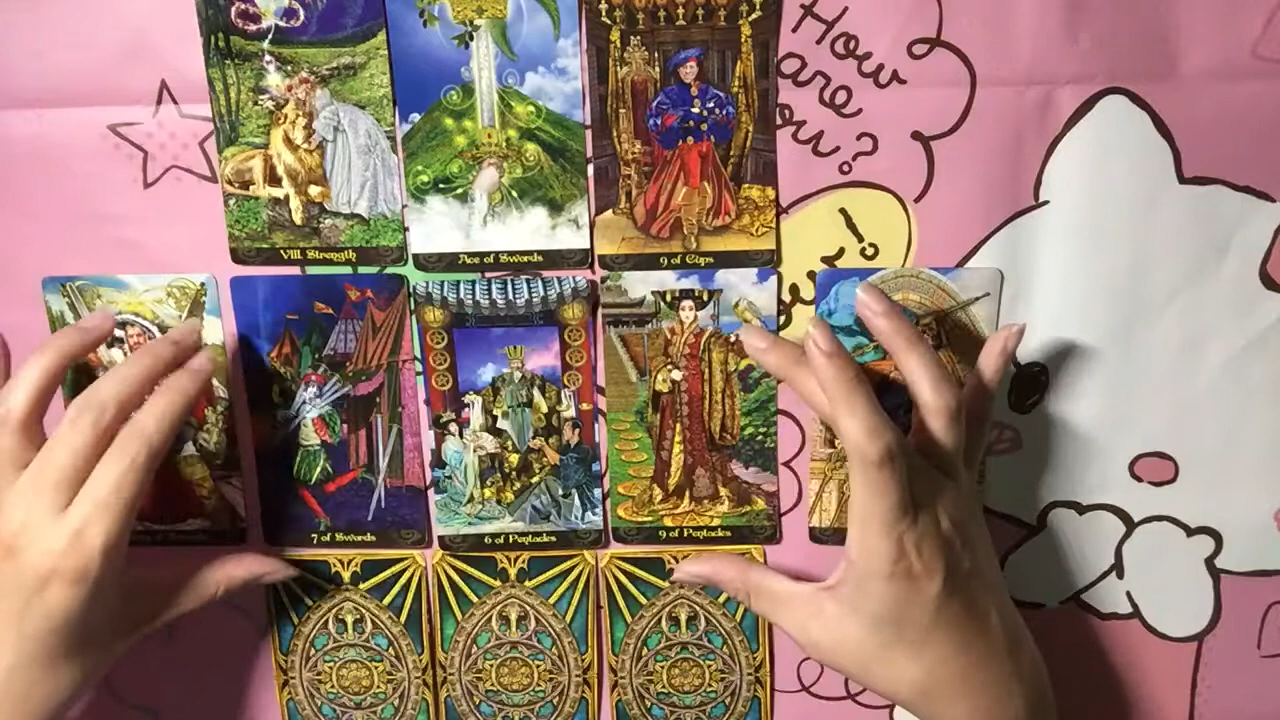 How
are
you?
VIII. Strength
Ace of Swords
9 of Cups
7 of Swords
6 of Pentacles
9 of Pentacles